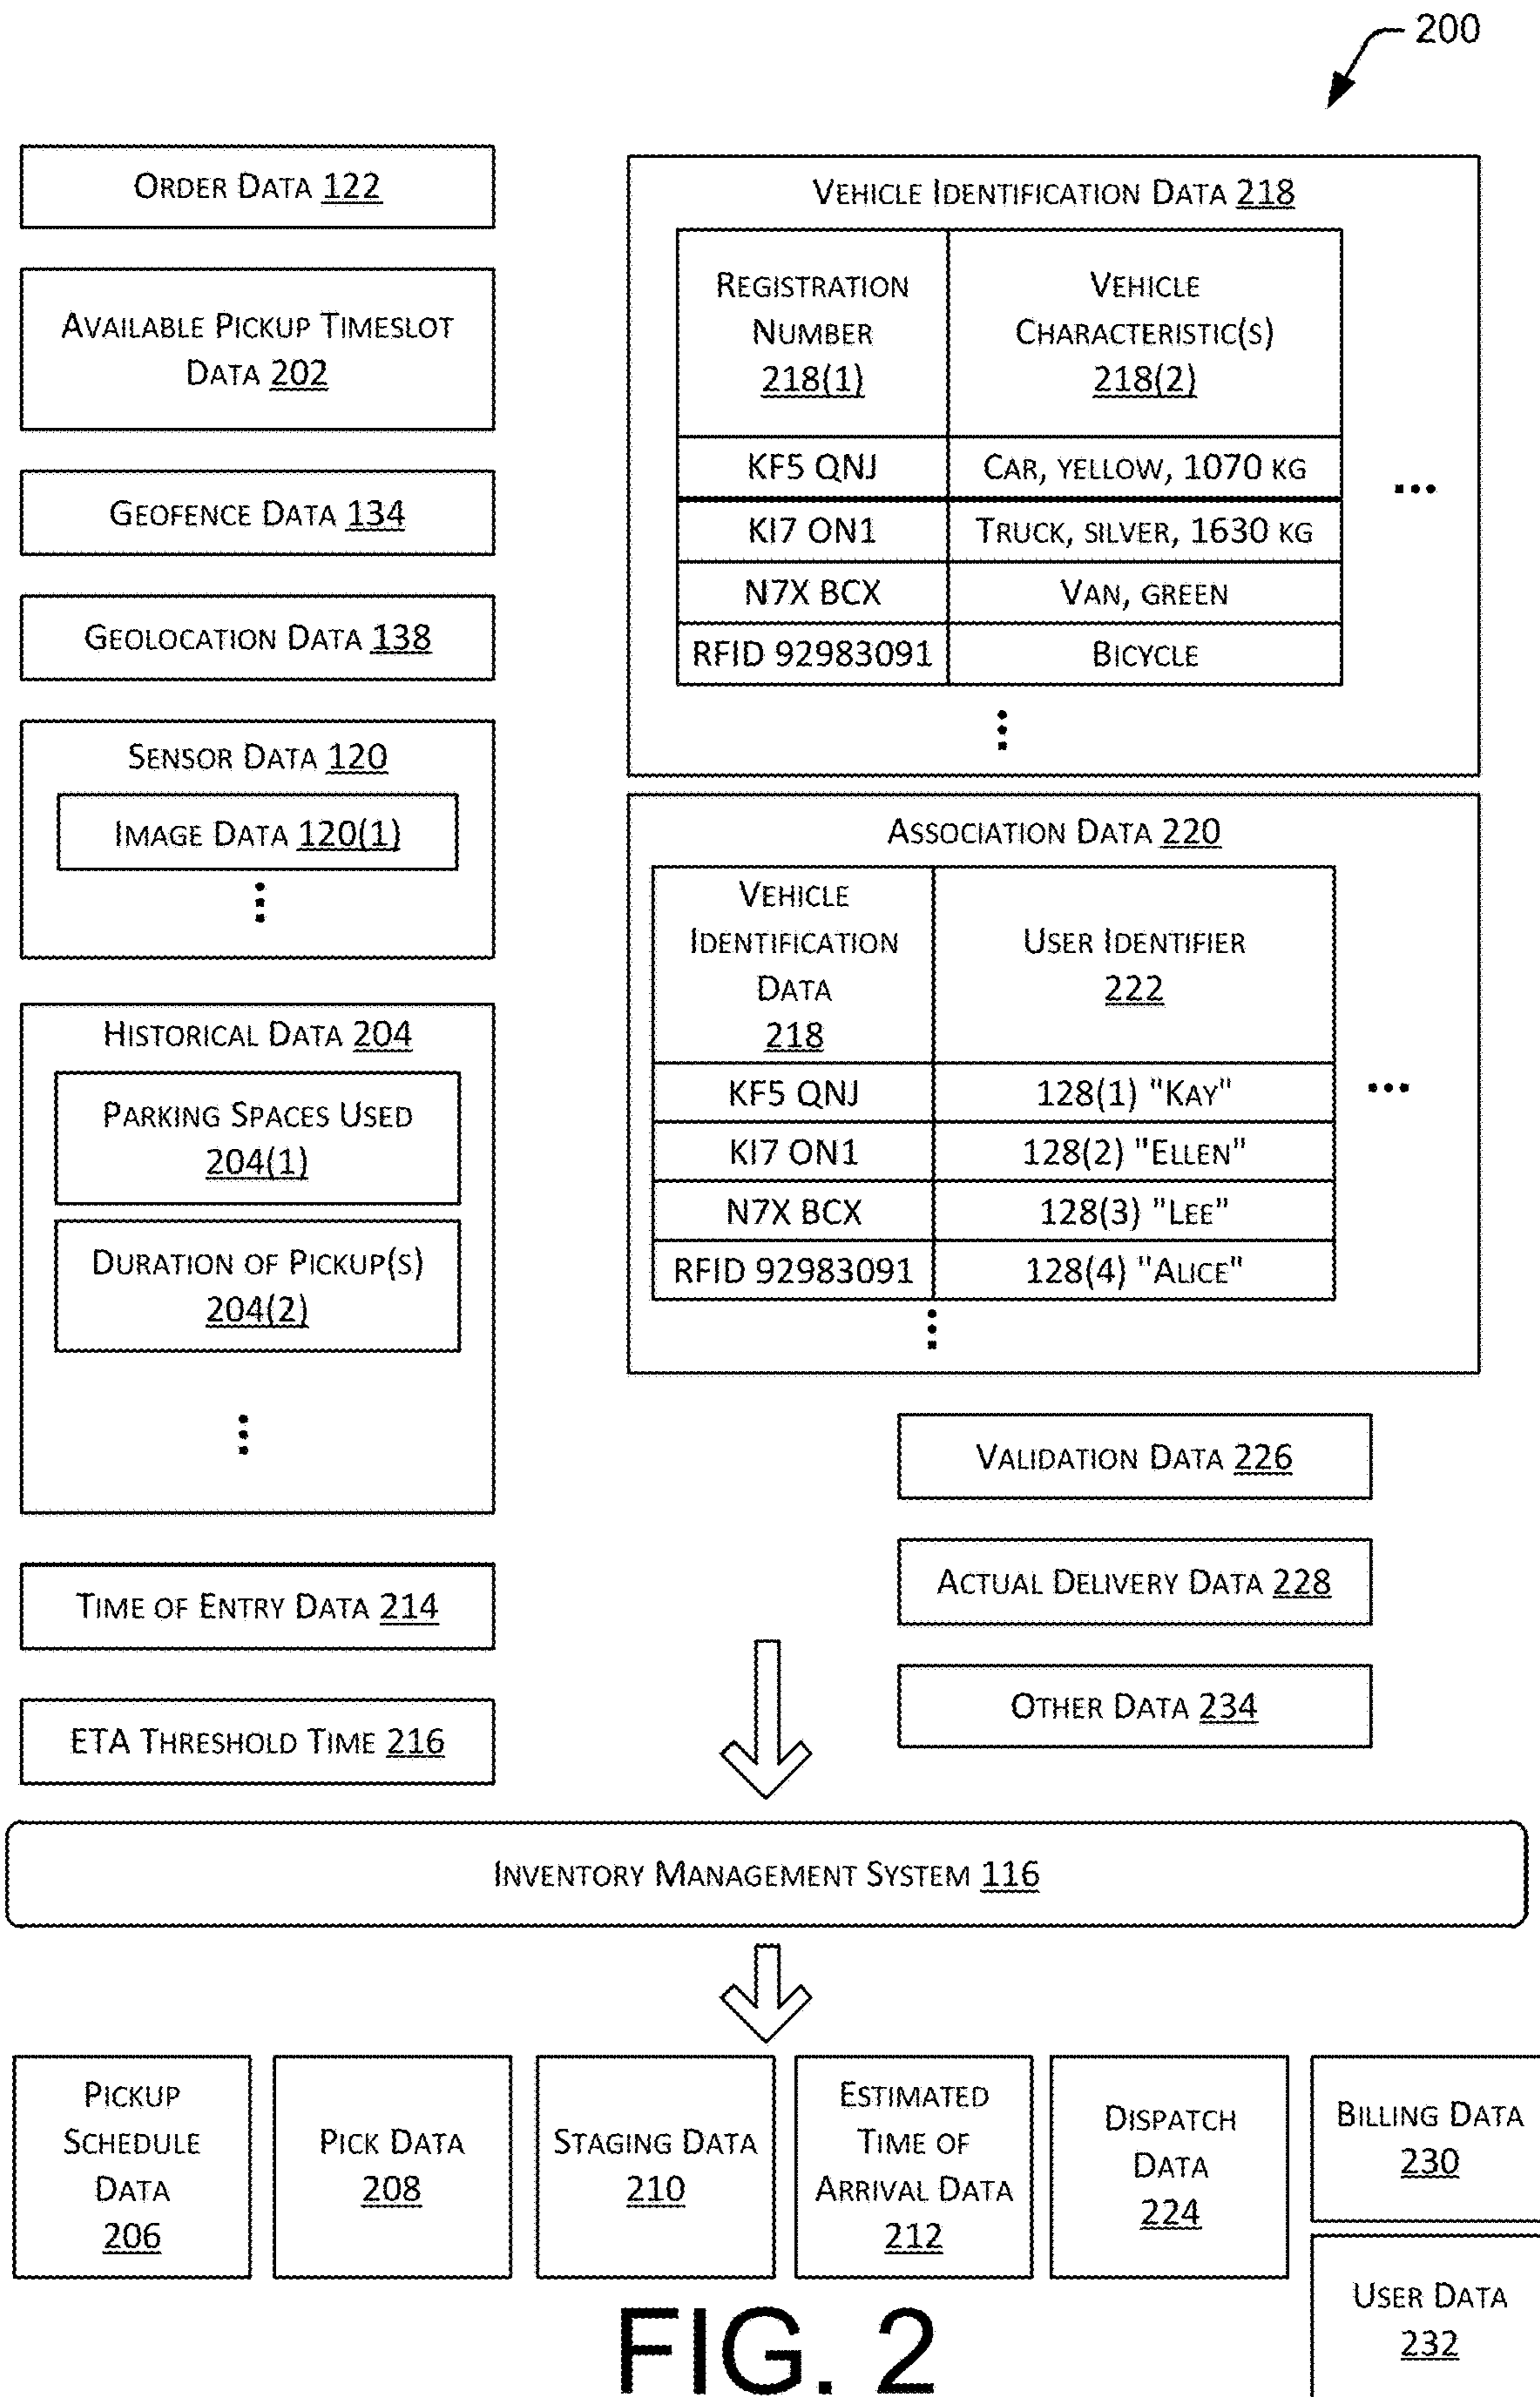 200
ORDER DATA 122
AVAILABLE PICKUP TIMESLOT
DATA 202
GEOFENCE DATA 134
GEOLOCATION DATA 138
SENSOR DATA 120
IMAGE DATA 120(1)
HISTORICAL DATA 204
PARKING SPACES USED
204(1)
DURATION OF PICKUP(S)
204(2)
TIME OF ENTRY DATA 214
ETA THRESHOLD TIME 216
VEHICLE IDENTIFICATION DATA 218
REGISTRATION
NUMBER
218(1)
VEHICLE
CHARACTERISTIC(S)
218(2)
KF5 QNJ
CAR, YELLOW, 1070 KG
KI7 ON1
TRUCK, SILVER, 1630 KG
N7X BCX
VAN, GREEN
RFID 92983091
BICYCLE
...
ASSOCIATION DATA 220
VEHICLE
IDENTIFICATION
DATA
218
USER IDENTIFIER
222
KF5 QNJ
128(1) "KAY"
KI7 ON1
128(2) "ELLEN"
N7X BCX
128(3) "LEE"
RFID 92983091
128(4) "ALICE"
...
VALIDATION DATA 226
ACTUAL DELIVERY DATA 228
OTHER DATA 234
INVENTORY MANAGEMENT SYSTEM 116
PICKUP
SCHEDULE
DATA
206
PICK DATA
208
STAGING DATA
210
ESTIMATED
TIME OF
ARRIVAL DATA
212
DISPATCH
DATA
224
BILLING DATA
230
USER DATA
232
FIG. 2